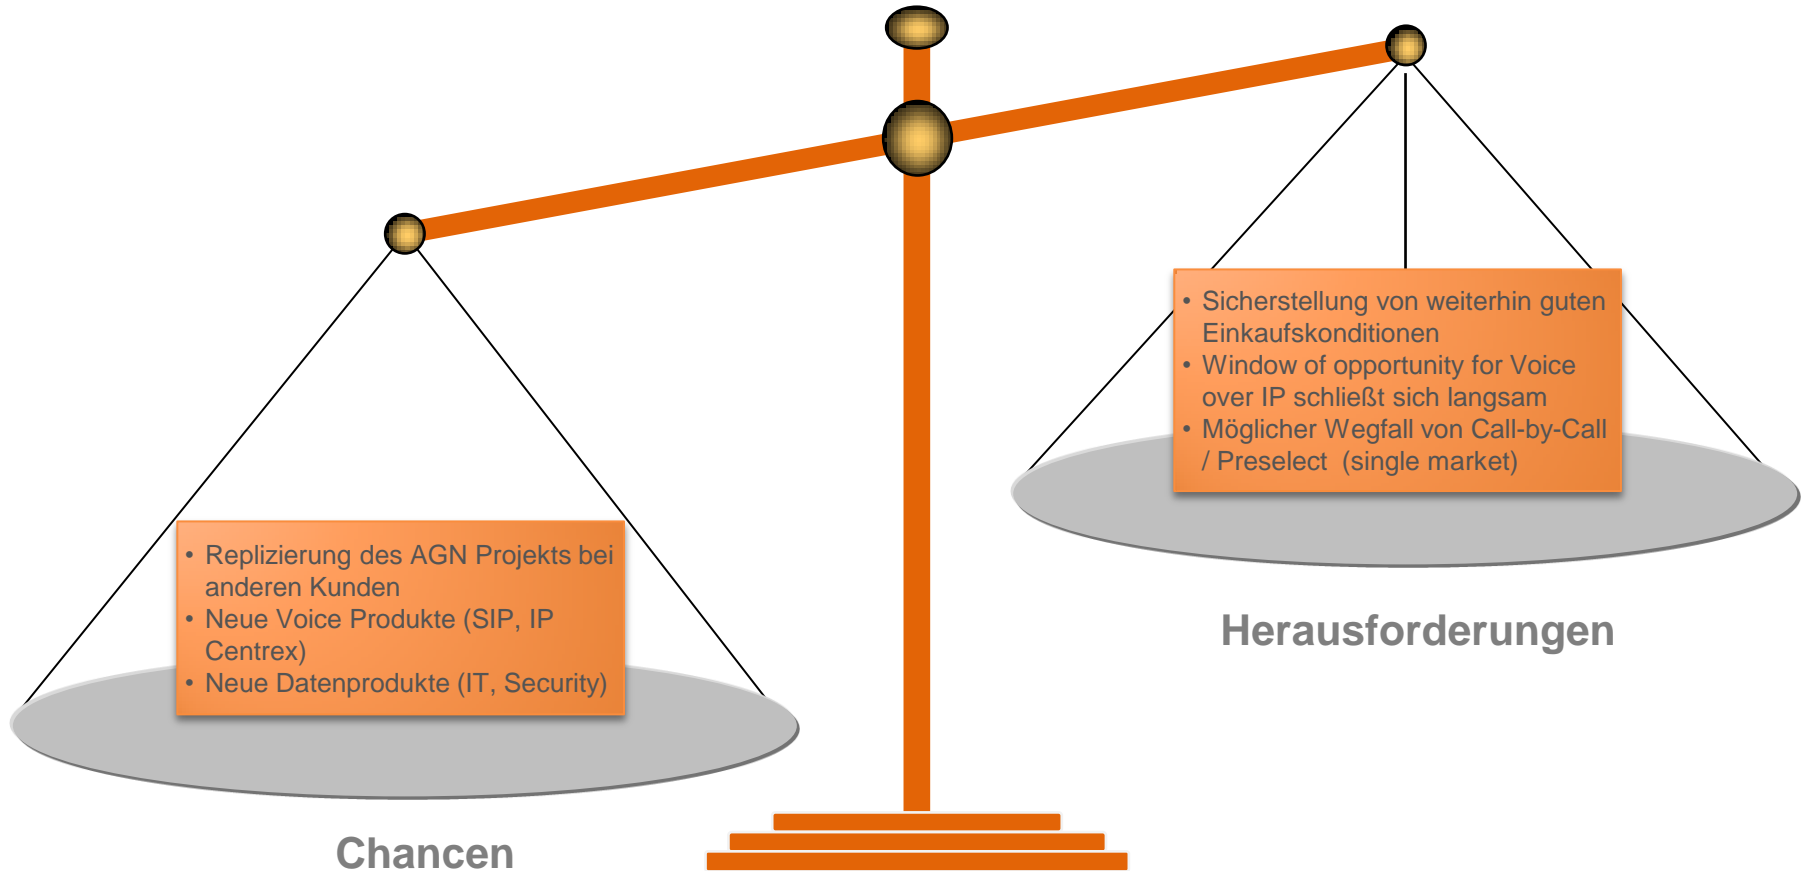 • Sicherstellung von weiterhin guten
Einkaufskonditionen
• Window of opportunity for Voice
over IP schließt sich langsam
• Möglicher Wegfall von Call-by-Call
/ Preselect (single market)
Herausforderungen
• Replizierung des AGN Projekts bei
anderen Kunden
• Neue Voice Produkte (SIP, IP
Centrex)
• Neue Datenprodukte (IT, Security)
Chancen